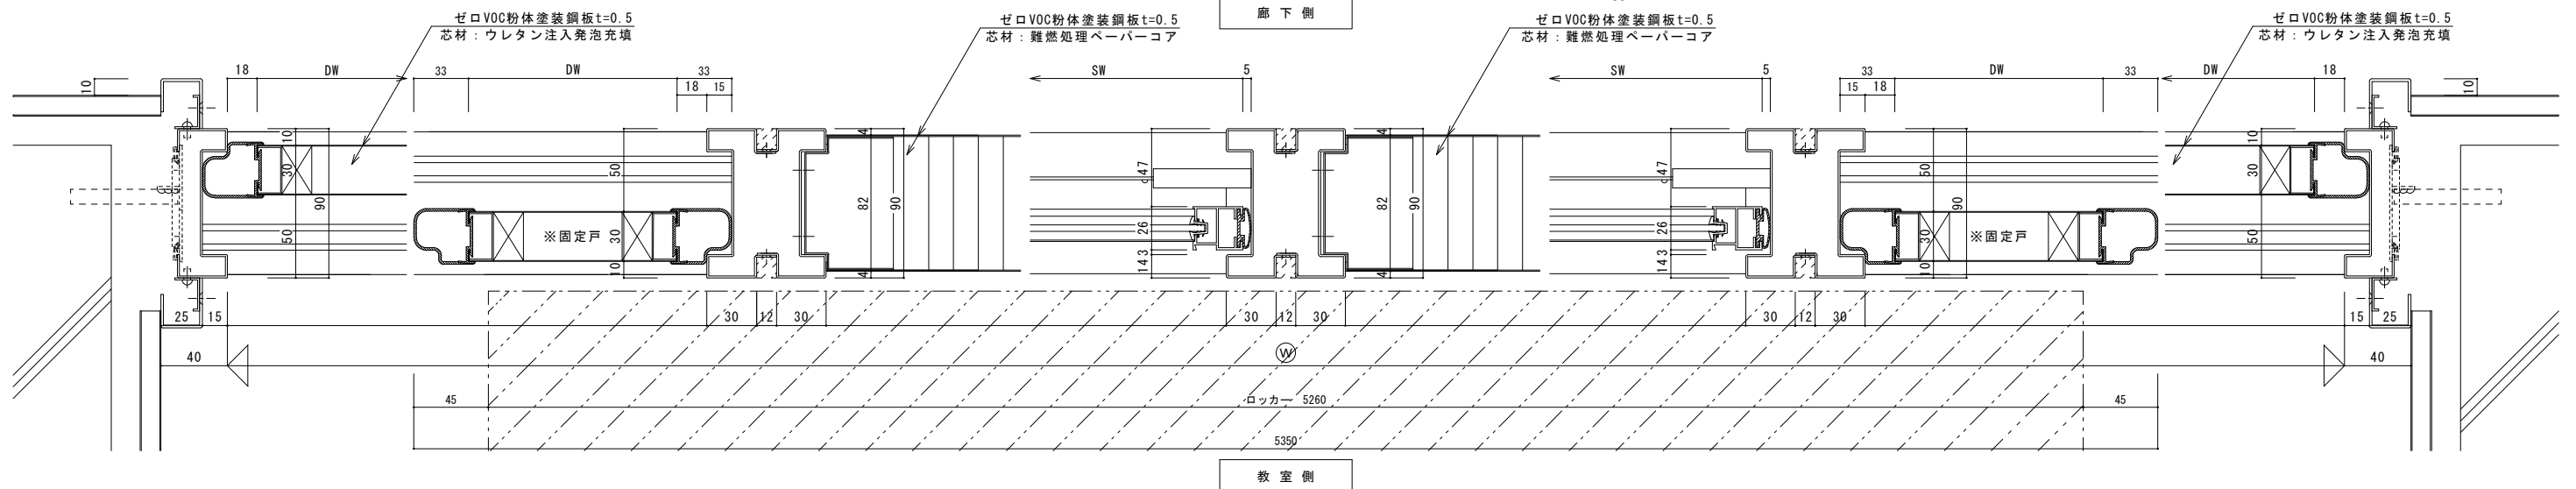 廊下側
ゼロVOC粉体塗装鋼板t=0.5
芯材：ウレタン注入発泡充填
ゼロVOC粉体塗装鋼板t=0.5
芯材：難燃処理ペーパーコア
ゼロVOC粉体塗装鋼板t=0.5
芯材：難燃処理ペーパーコア
ゼロVOC粉体塗装鋼板t=0.5
芯材：ウレタン注入発泡充填
10 18 DW 33 DW 33 SW 5 SW 5 33 DW 33 DW 18 10
18 15 15 18
10 30 50 90 50 30 10 4 82 90 4 47 26 3 14 4 82 90 4 47 26 3 14 50 30 10 90 10 30 50
※固定戸 ※固定戸
25 15 30 12 30 30 12 30 30 12 30 15 25
40 W 40
45 ロッカー 5260 45
5350
教室側